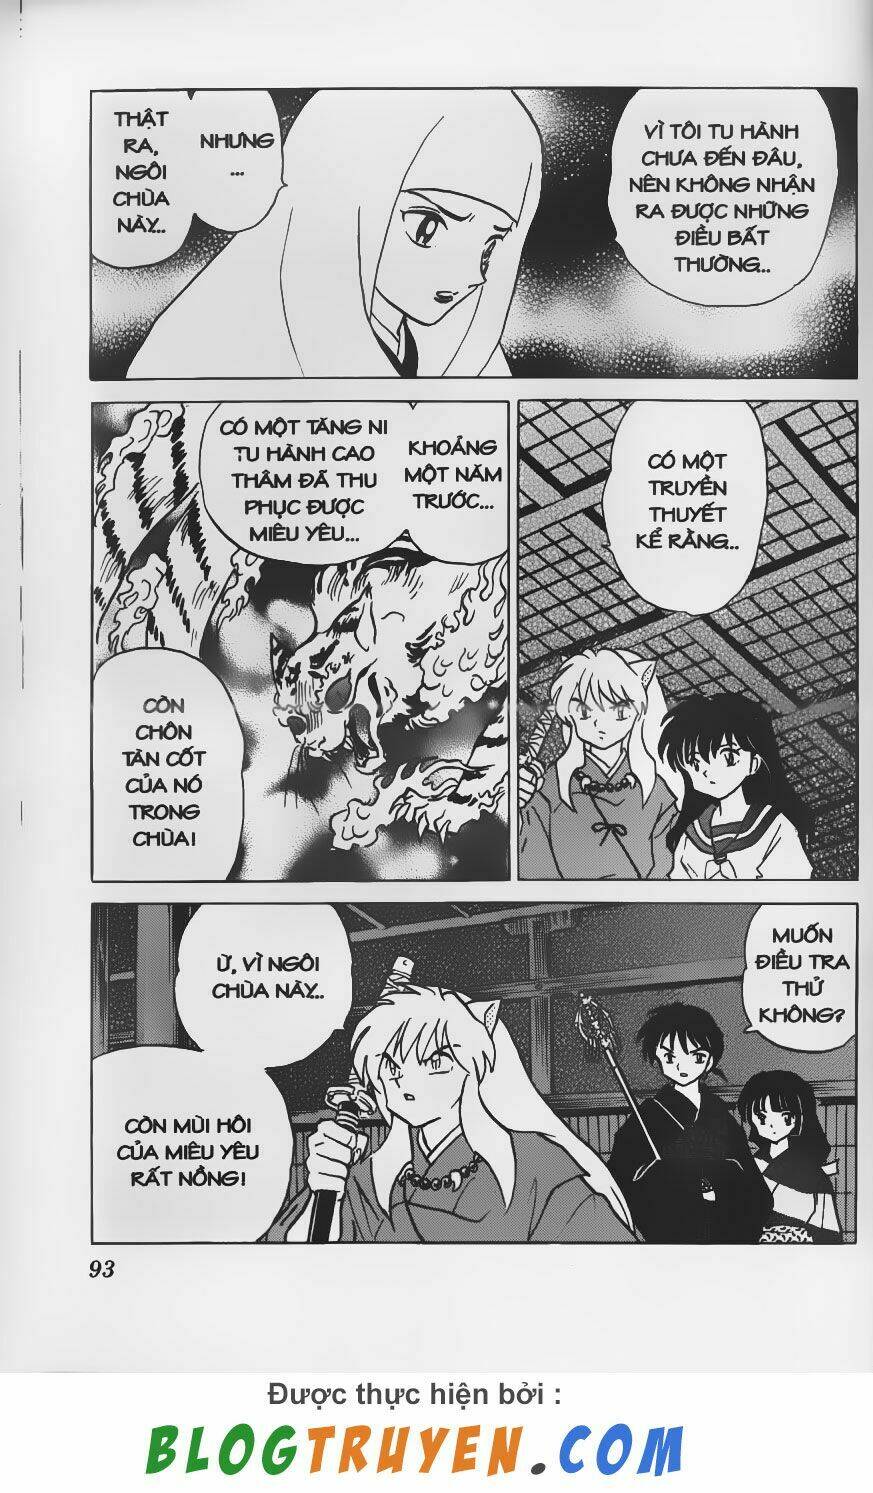 VÌ TÔI TU HÀNH
CHƯA ĐẾN ĐÂU,
NÊN KHÔNG NHẬN
RA ĐƯỢC NHỮNG
ĐIỀU BẤT
THƯỜNG...
NHƯNG
...
THẬT
RA,
NGÔI
CHÙA
NÀY...
CÓ MỘT
TRUYỀN
THUYẾT
KỂ RẰNG...
KHOẢNG
MỘT NĂM
TRƯỚC...
CÓ MỘT TĂNG NI
TU HÀNH CAO
THÂM ĐÃ THU
PHỤC ĐƯỢC
MIÊU YÊU...
CÒN
CHÔN
TÀN CỐT
CỦA NÓ
TRONG
CHÙA!
MUỐN
ĐIỀU TRA
THỬ
KHÔNG?
Ừ, VÌ NGÔI
CHÙA NÀY...
CÒN MÙI HÔI
CỦA MIÊU YÊU
RẤT NỒNG!
93
Được thực hiện bởi :
BLOGTRUYEN.COM